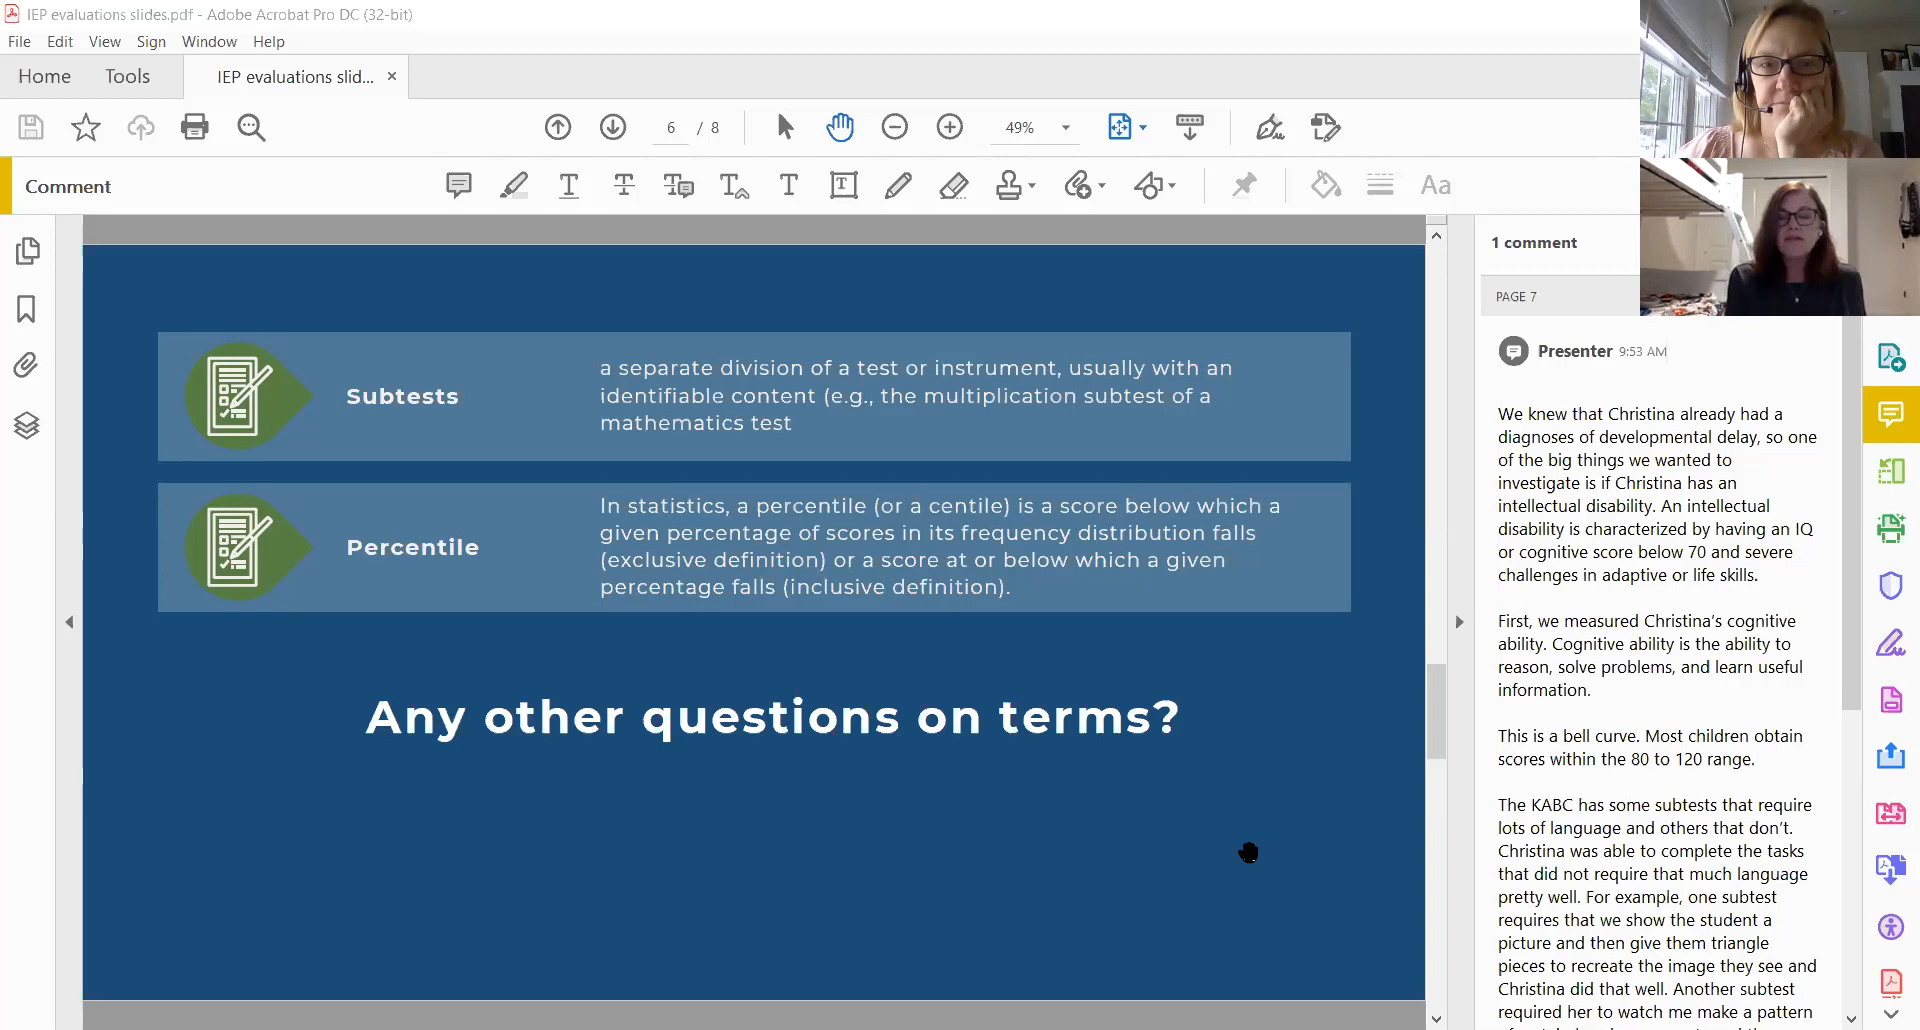 IEP evaluations slides.pdf - Adobe Acrobat Pro DC (32-bit)
File Edit View Sign Window Help
Home Tools IEP evaluations slid... ×
6 / 8 49%
Comment
Aa
Subtests
a separate division of a test or instrument, usually with an
identifiable content (e.g., the multiplication subtest of a
mathematics test
Percentile
In statistics, a percentile (or a centile) is a score below which a
given percentage of scores in its frequency distribution falls
(exclusive definition) or a score at or below which a given
percentage falls (inclusive definition).
Any other questions on terms?
1 comment
PAGE 7
Presenter 9:53 AM
We knew that Christina already had a
diagnoses of developmental delay, so one
of the big things we wanted to
investigate is if Christina has an
intellectual disability. An intellectual
disability is characterized by having an IQ
or cognitive score below 70 and severe
challenges in adaptive or life skills.
First, we measured Christina's cognitive
ability. Cognitive ability is the ability to
reason, solve problems, and learn useful
information.
This is a bell curve. Most children obtain
scores within the 80 to 120 range.
The KABC has some subtests that require
lots of language and others that don't.
Christina was able to complete the tasks
that did not require that much language
pretty well. For example, one subtest
requires that we show the student a
picture and then give them triangle
pieces to recreate the image they see and
Christina did that well. Another subtest
required her to watch me make a pattern